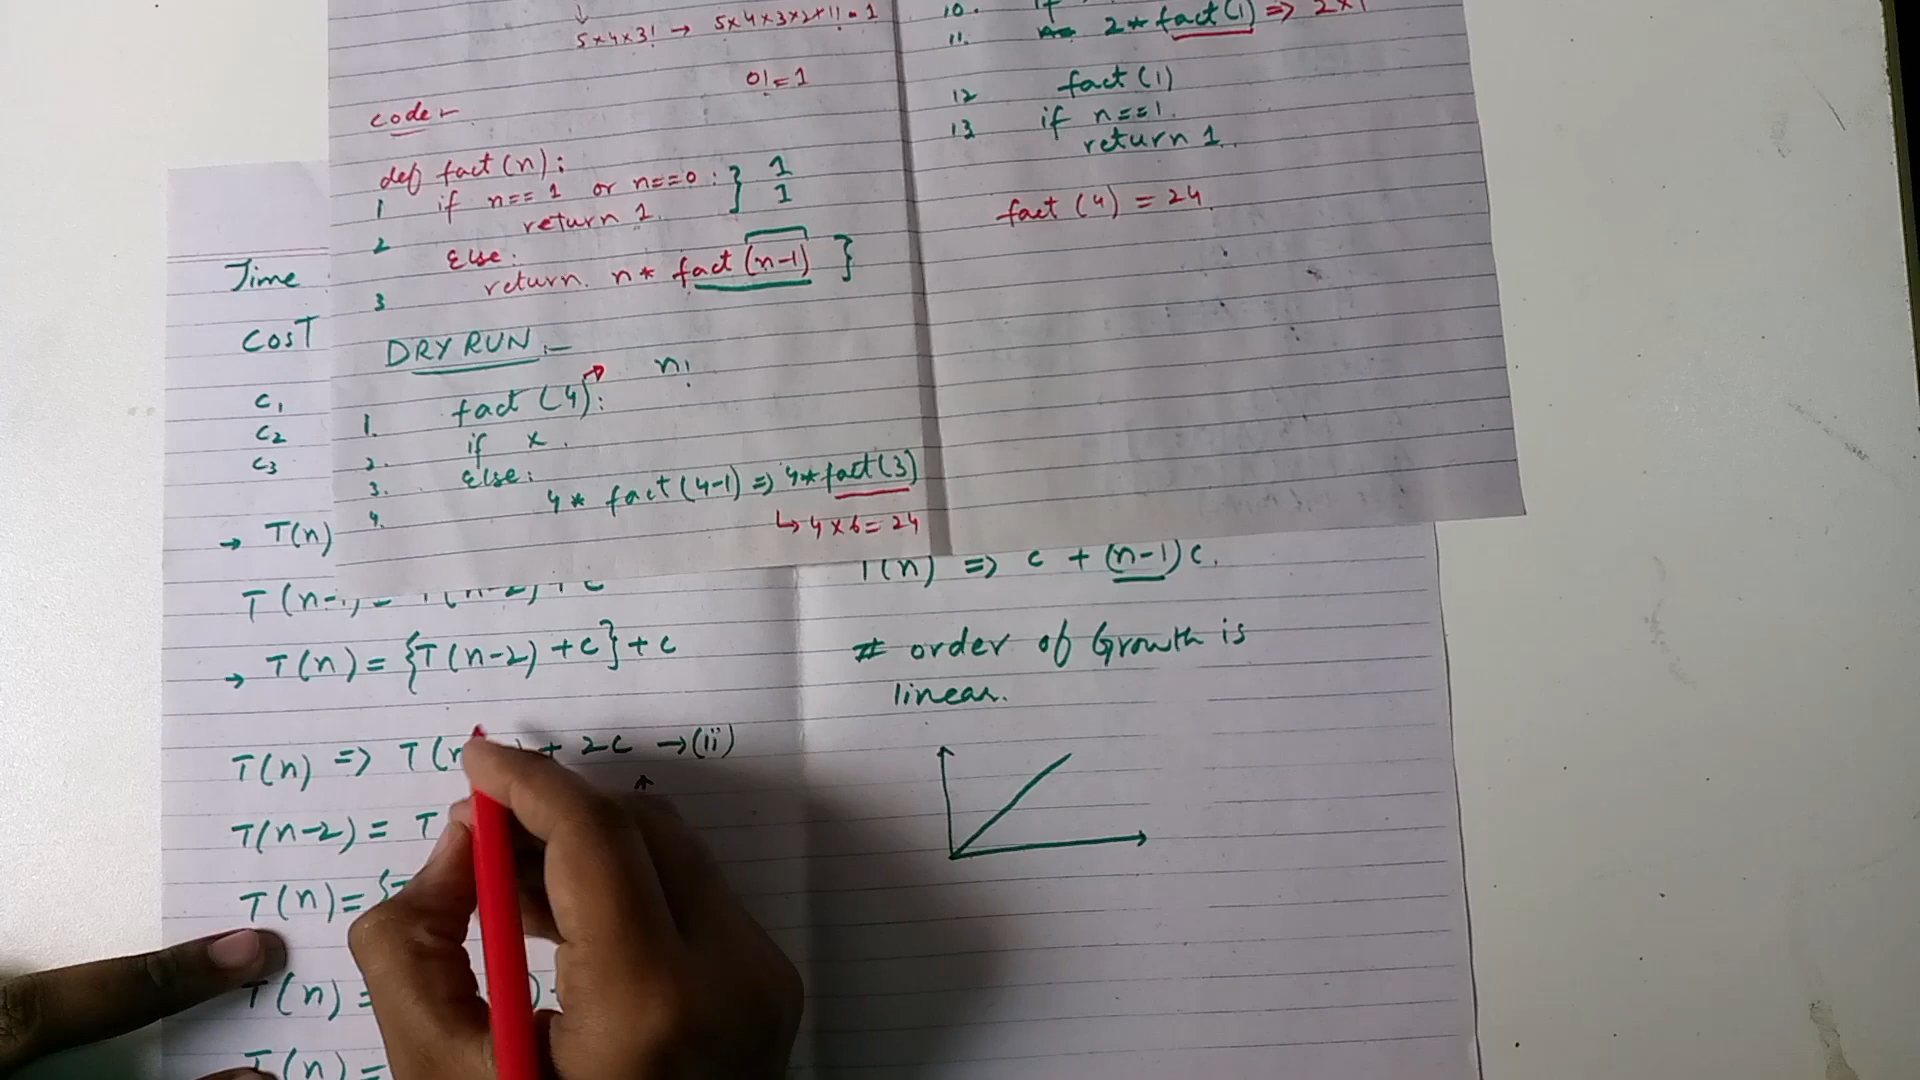 5×4×3! → 5×4×3×2×1! = 1
0! = 1
code:-
def fact(n):
1 if n==1 or n==0 : } 1
return 1 1
2
Else:
return n * fact(n-1) }
3
DRY RUN :-
n!
1. fact (4):
2. if x.
3. Else:
4. 4 * fact(4-1) => 4*fact(3)
↳ 4×6 = 24
10. if
11. 2 * fact(1) => 2×1
12 fact(1)
13 if n==1.
return 1.
fact (4) = 24.
Time
COST
C1
C2
C3
→ T(n)
T(n-1) = T(n-2) + c
→ T(n) = {T(n-2) + c} + c
T(n) => T(n + 2c → (ii)
T(n-2) = T
T(n) = {T
T(n) =
T(n) =
T(n) => c + (n-1)c.
# order of Growth is
linear.